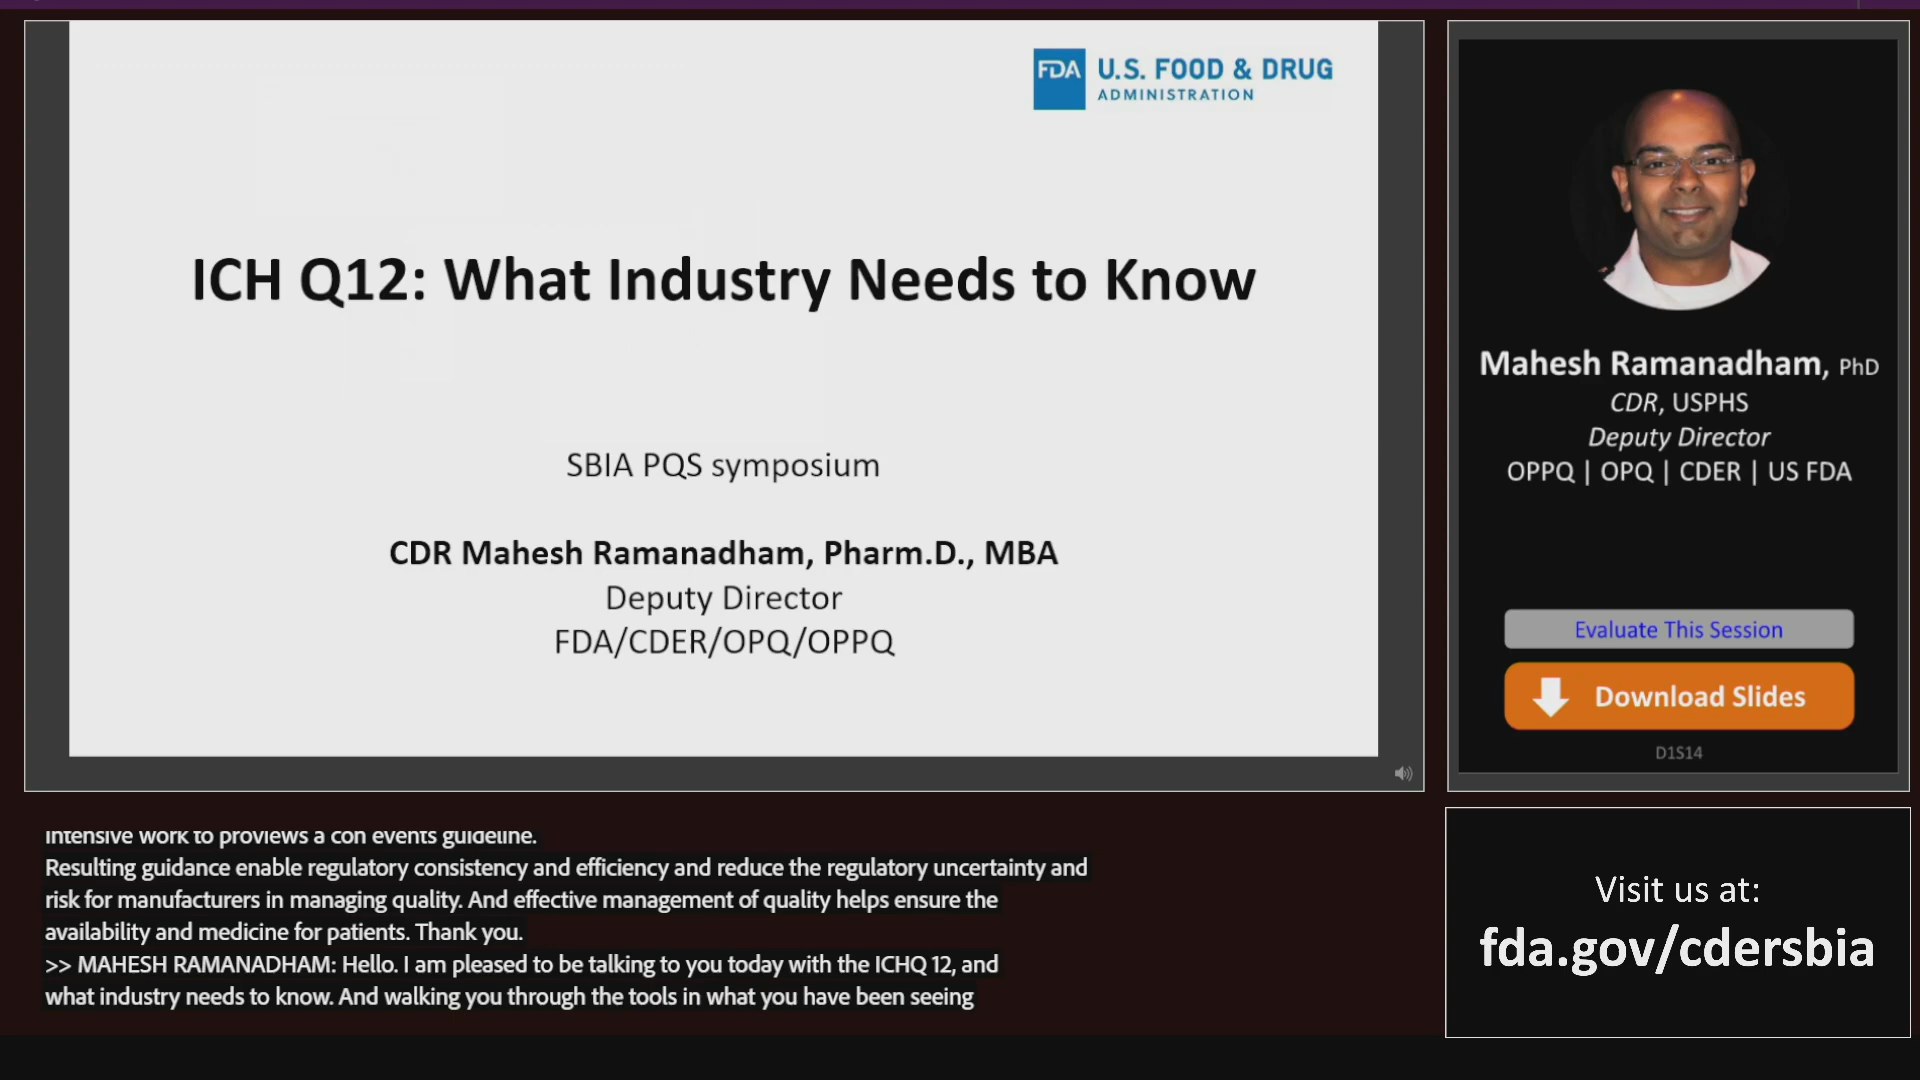 FDA U.S. FOOD & DRUG
ADMINISTRATION
ICH Q12: What Industry Needs to Know
SBIA PQS symposium
CDR Mahesh Ramanadham, Pharm.D., MBA
Deputy Director
FDA/CDER/OPQ/OPPQ
Mahesh Ramanadham, PhD
CDR, USPHS
Deputy Director
OPPQ | OPQ | CDER | US FDA
Evaluate This Session
Download Slides
D1S14
intensive work to proviews a con events guideline.
Resulting guidance enable regulatory consistency and efficiency and reduce the regulatory uncertainty and
risk for manufacturers in managing quality. And effective management of quality helps ensure the
availability and medicine for patients. Thank you.
>> MAHESH RAMANADHAM: Hello. I am pleased to be talking to you today with the ICHQ 12, and
what industry needs to know. And walking you through the tools in what you have been seeing
Visit us at:
fda.gov/cdersbia